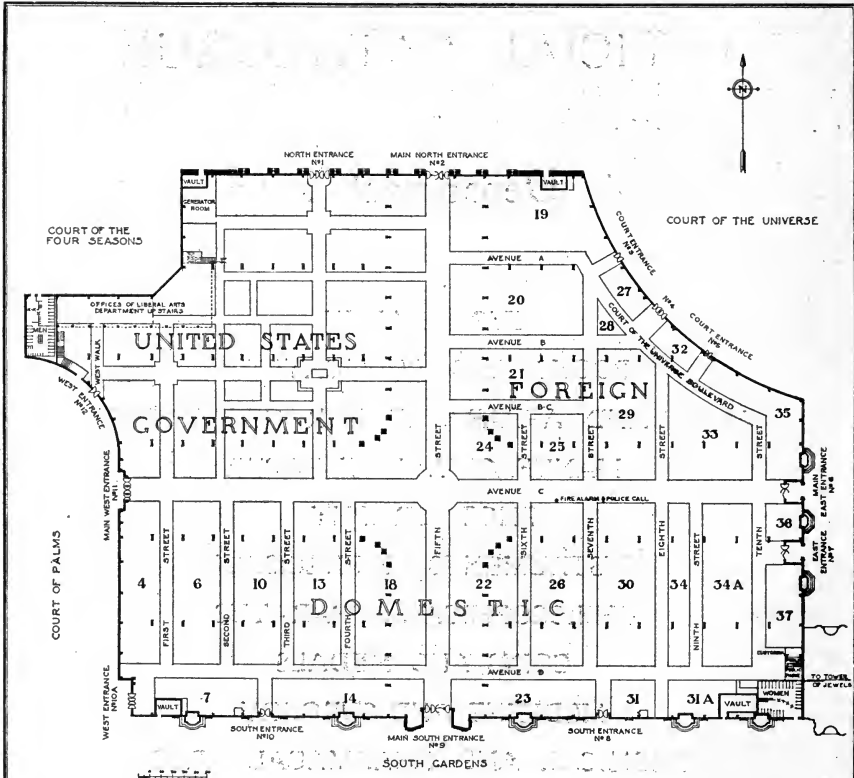 NORTH ENTRANCE
Nº1
MAIN NORTH ENTRANCE
Nº2
N
VAULT
GENERATOR
ROOM
VAULT
19
COURT OF THE
FOUR SEASONS
COURT ENTRANCE
Nº3
COURT OF THE UNIVERSE
AVENUE A
27
Nº4
20
OFFICES OF LIBERAL ARTS
DEPARTMENT UP STAIRS
MEN
28
COURT OF THE UNIVERSE BOULEVARD
32
COURT ENTRANCE
Nº5
UNITED STATES
AVENUE B
WEST WALK
WEST ENTRANCE
Nº12
21
FOREIGN
AVENUE B-C
29
35
GOVERNMENT
STREET
24
STREET
25
STREET
STREET
33
STREET
MAIN WEST ENTRANCE
Nº11
MAIN
EAST ENTRANCE
Nº6
AVENUE C
FIRE ALARM & POLICE CALL
36
EAST
ENTRANCE
Nº7
COURT OF PALMS
4
FIRST STREET
6
SECOND STREET
10
THIRD STREET
13
FOURTH STREET
18
FIFTH
22
SIXTH
26
SEVENTH
30
EIGHTH
34
NINTH STREET
34A
TENTH
37
DOMESTIC
AVENUE D
TO TOWER
OF JEWELS
WEST ENTRANCE
Nº10A
VAULT
7
14
23
31
31A
VAULT
WOMEN
SOUTH ENTRANCE
Nº10
MAIN SOUTH ENTRANCE
Nº9
SOUTH ENTRANCE
Nº8
SOUTH GARDENS